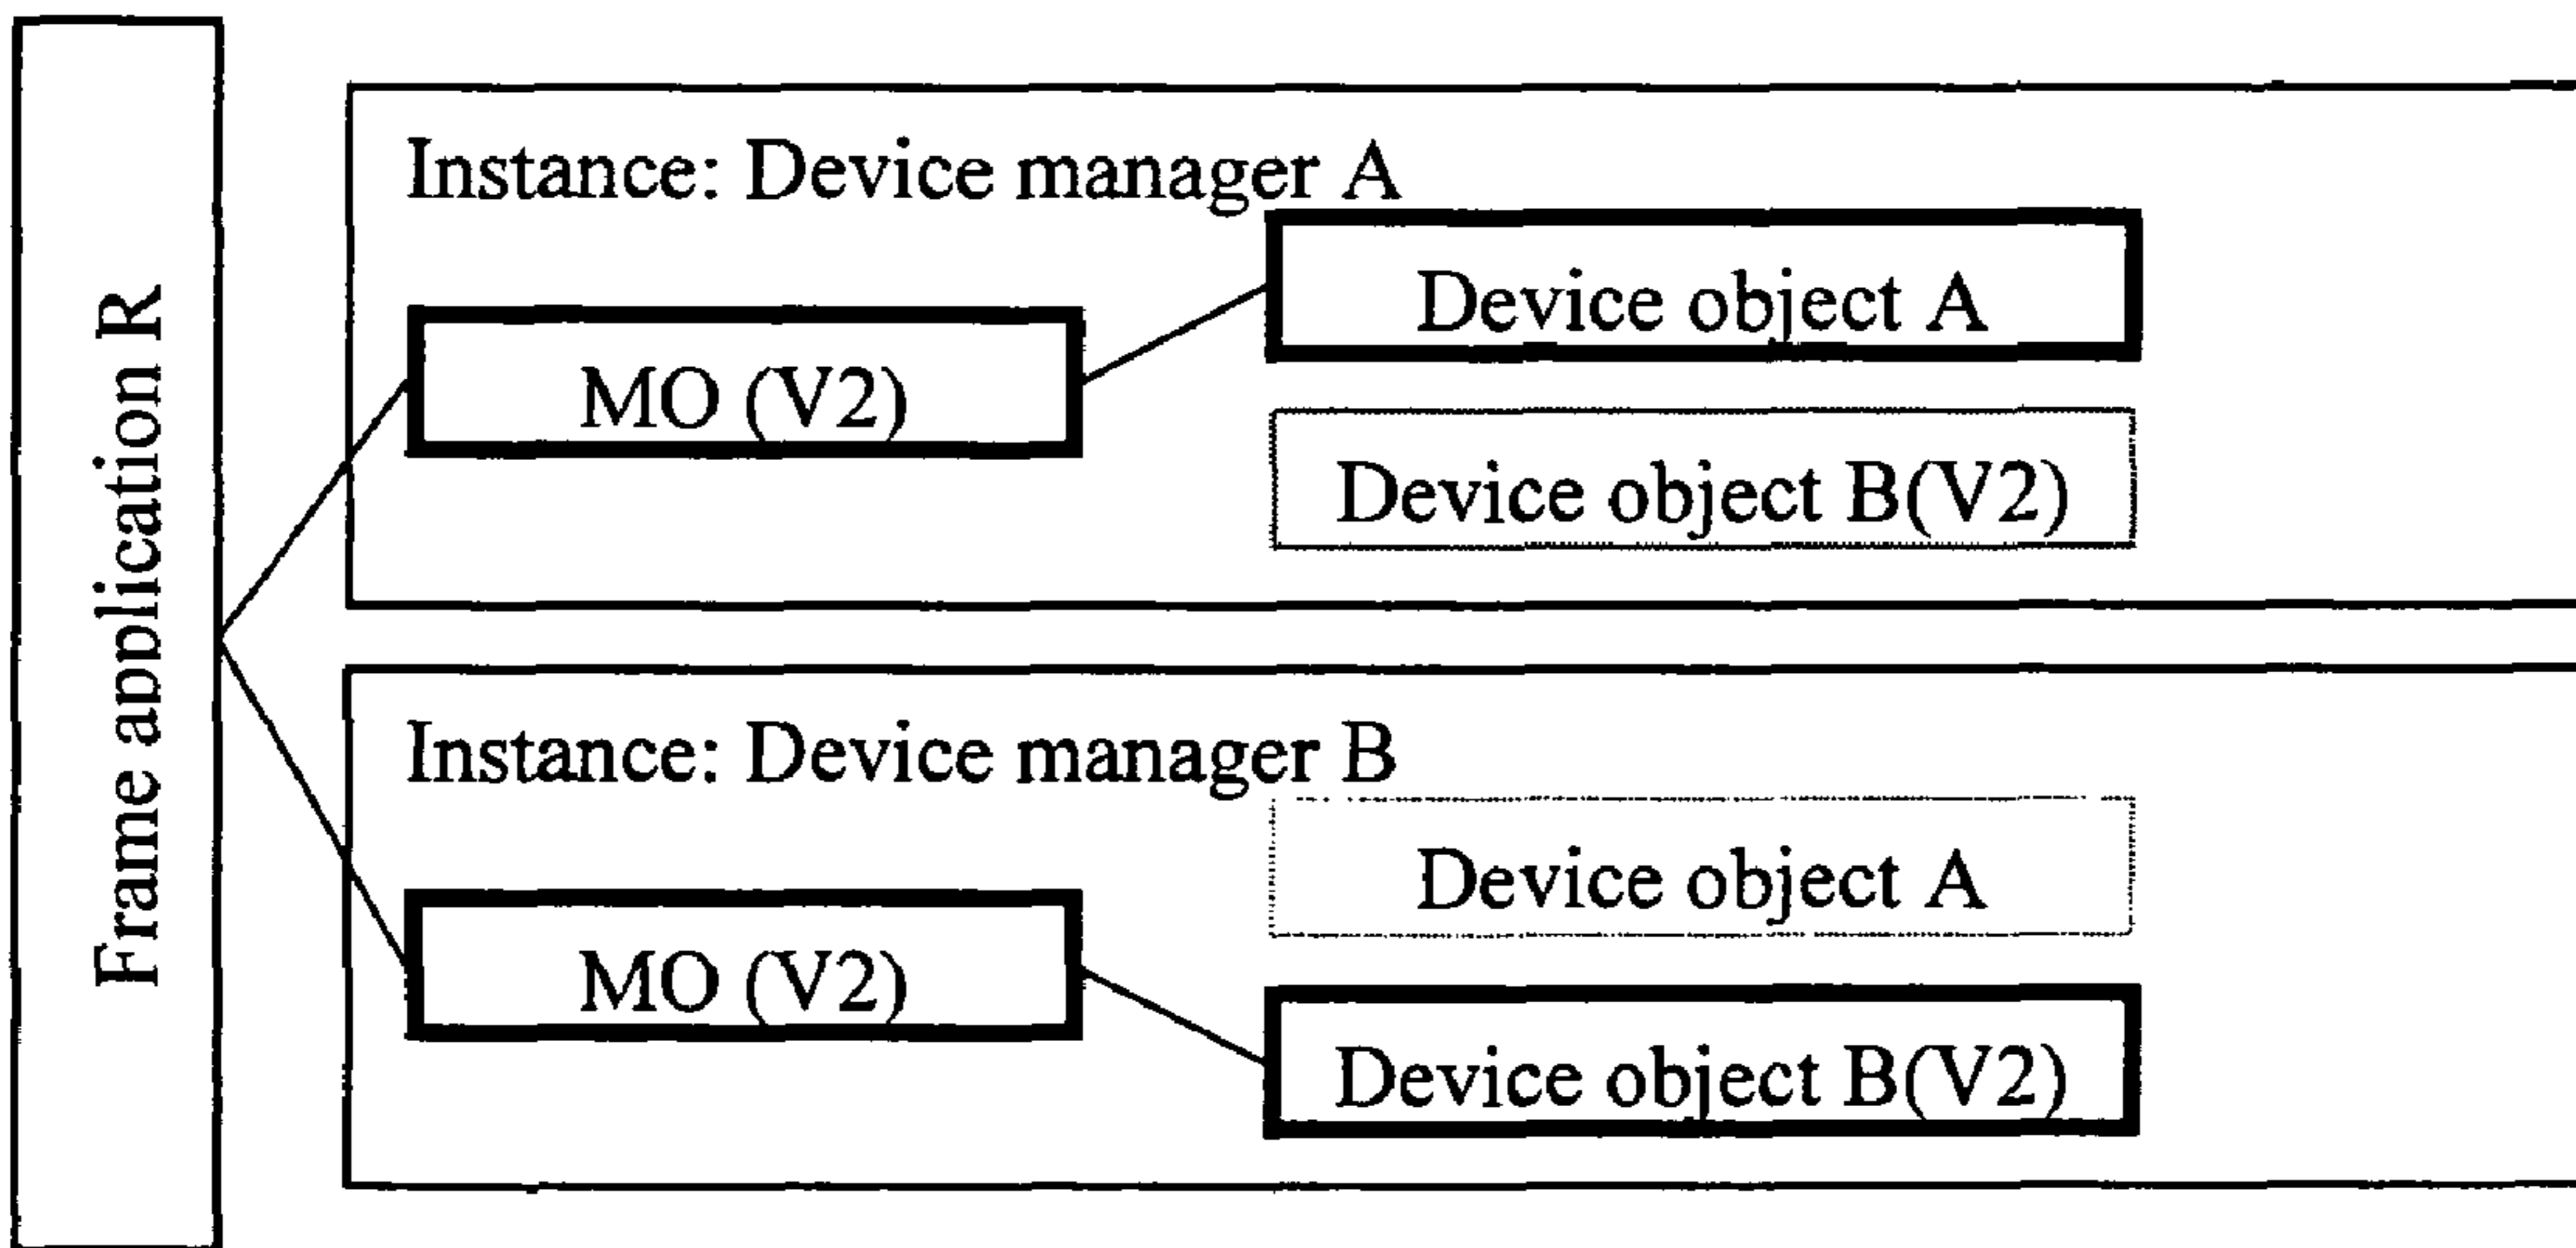 Frame application R
Instance: Device manager A
Device object A
MO (V2)
Device object B(V2)
Instance: Device manager B
Device object A
MO (V2)
Device object B(V2)